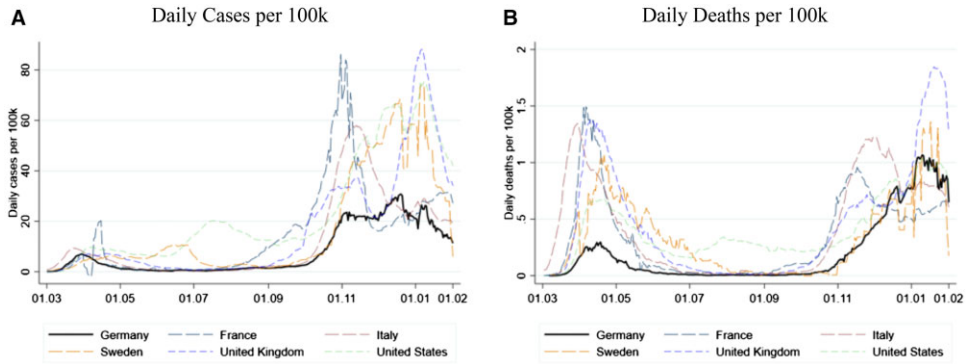 A
Daily Cases per 100k
Daily cases per 100k
80
60
40
20
0
01.03
01.05
01.07
01.09
01.11
01.01
01.02
Germany
France
Italy
Sweden
United Kingdom
United States
B
Daily Deaths per 100k
Daily deaths per 100k
2
1.5
1
.5
0
01.03
01.05
01.07
01.09
01.11
01.01
01.02
Germany
France
Italy
Sweden
United Kingdom
United States